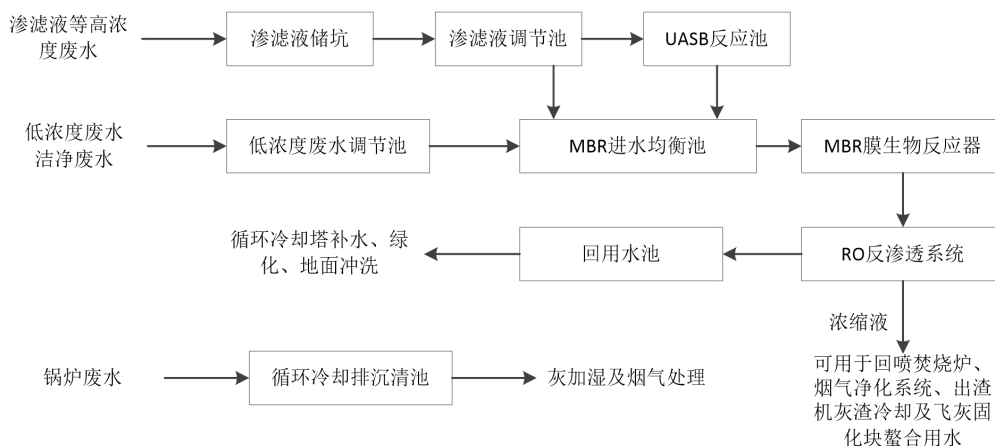 渗滤液等高浓
度废水
渗滤液储坑
渗滤液调节池
UASB反应池
低浓度废水
洁净废水
低浓度废水调节池
MBR进水均衡池
MBR膜生物反应器
循环冷却塔补水、绿
化、地面冲洗
回用水池
RO反渗透系统
浓缩液
锅炉废水
循环冷却排沉清池
灰加湿及烟气处理
可用于回喷焚烧炉、
烟气净化系统、出渣
机灰渣冷却及飞灰固
化块螯合用水